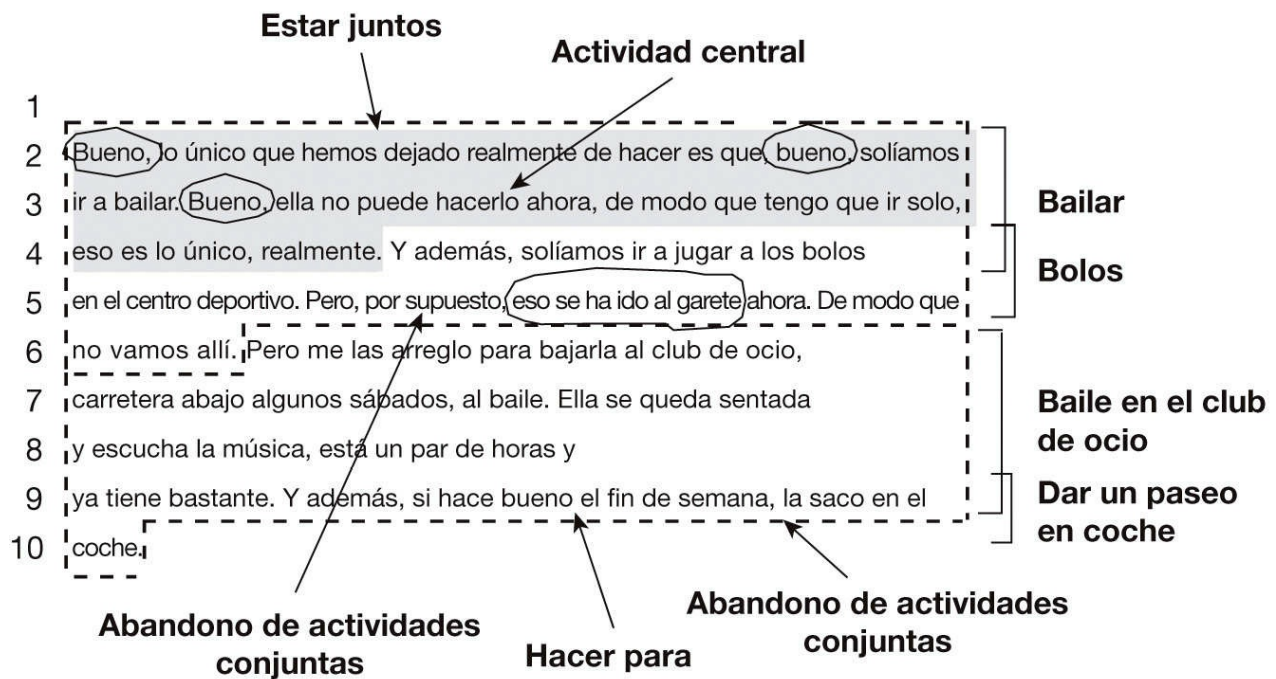 Estar juntos
Actividad central
1
2 Bueno, lo único que hemos dejado realmente de hacer es que, bueno, solíamos
3 ir a bailar. Bueno, ella no puede hacerlo ahora, de modo que tengo que ir solo,
Bailar
4 eso es lo único, realmente. Y además, solíamos ir a jugar a los bolos
Bolos
5 en el centro deportivo. Pero, por supuesto, eso se ha ido al garete ahora. De modo que
6 no vamos allí. Pero me las arreglo para bajarla al club de ocio,
7 carretera abajo algunos sábados, al baile. Ella se queda sentada
Baile en el club
de ocio
8 y escucha la música, está un par de horas y
9 ya tiene bastante. Y además, si hace bueno el fin de semana, la saco en el
Dar un paseo
en coche
10 coche.
Abandono de actividades
conjuntas
Hacer para
Abandono de actividades
conjuntas